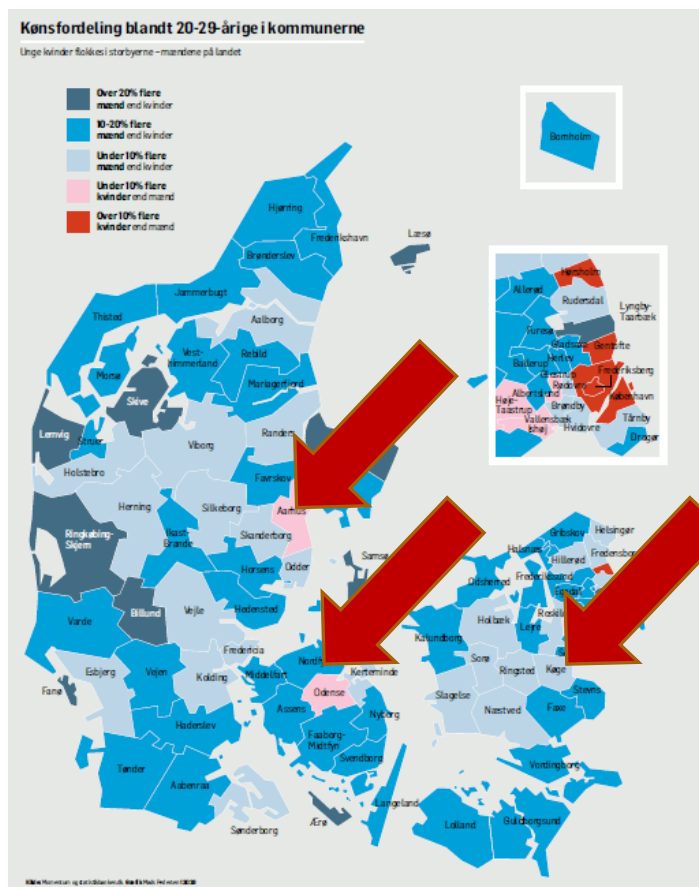 Kønsfordeling blandt 20-29-årige i kommunerne
Unge kvinder flokkes i storbyerne – mændene på landet
Over 20% flere
mænd end kvinder
10-20% flere
mænd end kvinder
Under 10% flere
mænd end kvinder
Under 10% flere
kvinder end mænd
Over 10% flere
kvinder end mænd
Bornholm
Hjørring
Frederikshavn
Læsø
Brønderslev
Jammerbugt
Thisted
Aalborg
Vest-
himmerland
Rebild
Morsø
Mariagerfjord
Skive
Lemvig
Struer
Viborg
Randers
Holstebro
Favrskov
Herning
Silkeborg
Aarhus
Ikast-
Brande
Skanderborg
Ringkøbing-
Skjern
Samsø
Horsens
Odder
Hedensted
Billund
Vejle
Varde
Fredericia
Esbjerg
Vejen
Kolding
Fanø
Middelfart
Kerteminde
Odense
Assens
Nyborg
Haderslev
Faaborg-
Midtfyn
Svendborg
Tønder
Aabenraa
Langeland
Ærø
Sønderborg
Hørsholm
Allerød
Rudersdal
Lyngby-
Taarbæk
Furesø
Gladsaxe
Gentofte
Ballerup
Herlev
Glostrup
Frederiksberg
Rødovre
Albertslund
København
Høje-
Taastrup
Brøndby
Vallensbæk
Ishøj
Tårnby
Hvidovre
Dragør
Gribskov
Helsingør
Halsnæs
Hillerød
Odsherred
Frederikssund
Egedal
Holbæk
Lejre
Kalundborg
Sorø
Ringsted
Køge
Slagelse
Næstved
Stevns
Faxe
Vordingborg
Lolland
Guldborgsund